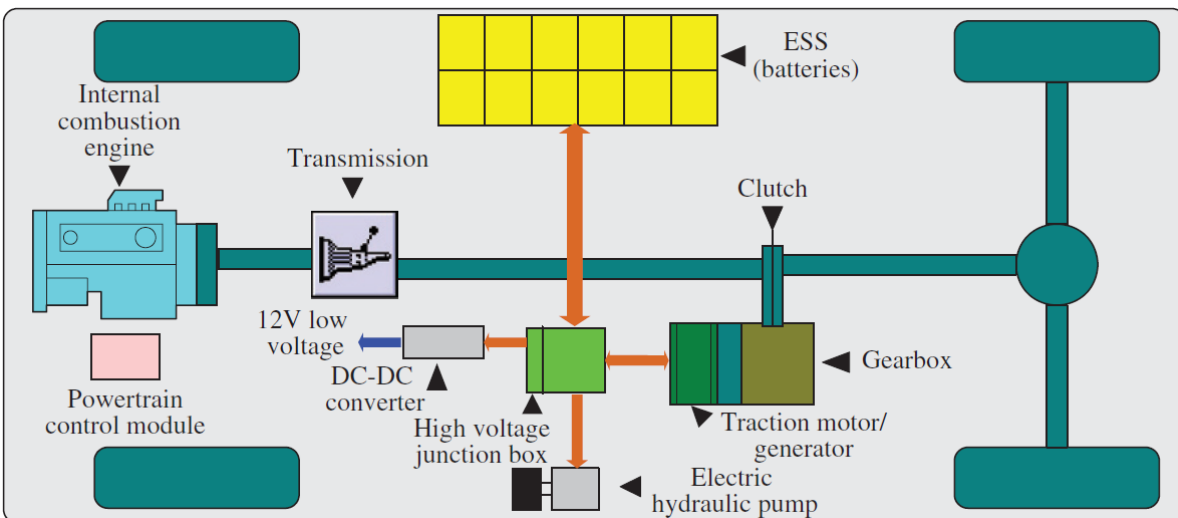 ESS
(batteries)
Internal
combustion
engine
Transmission
Clutch
12V low
voltage
DC-DC
converter
Gearbox
Powertrain
control module
High voltage
junction box
Traction motor/
generator
Electric
hydraulic pump